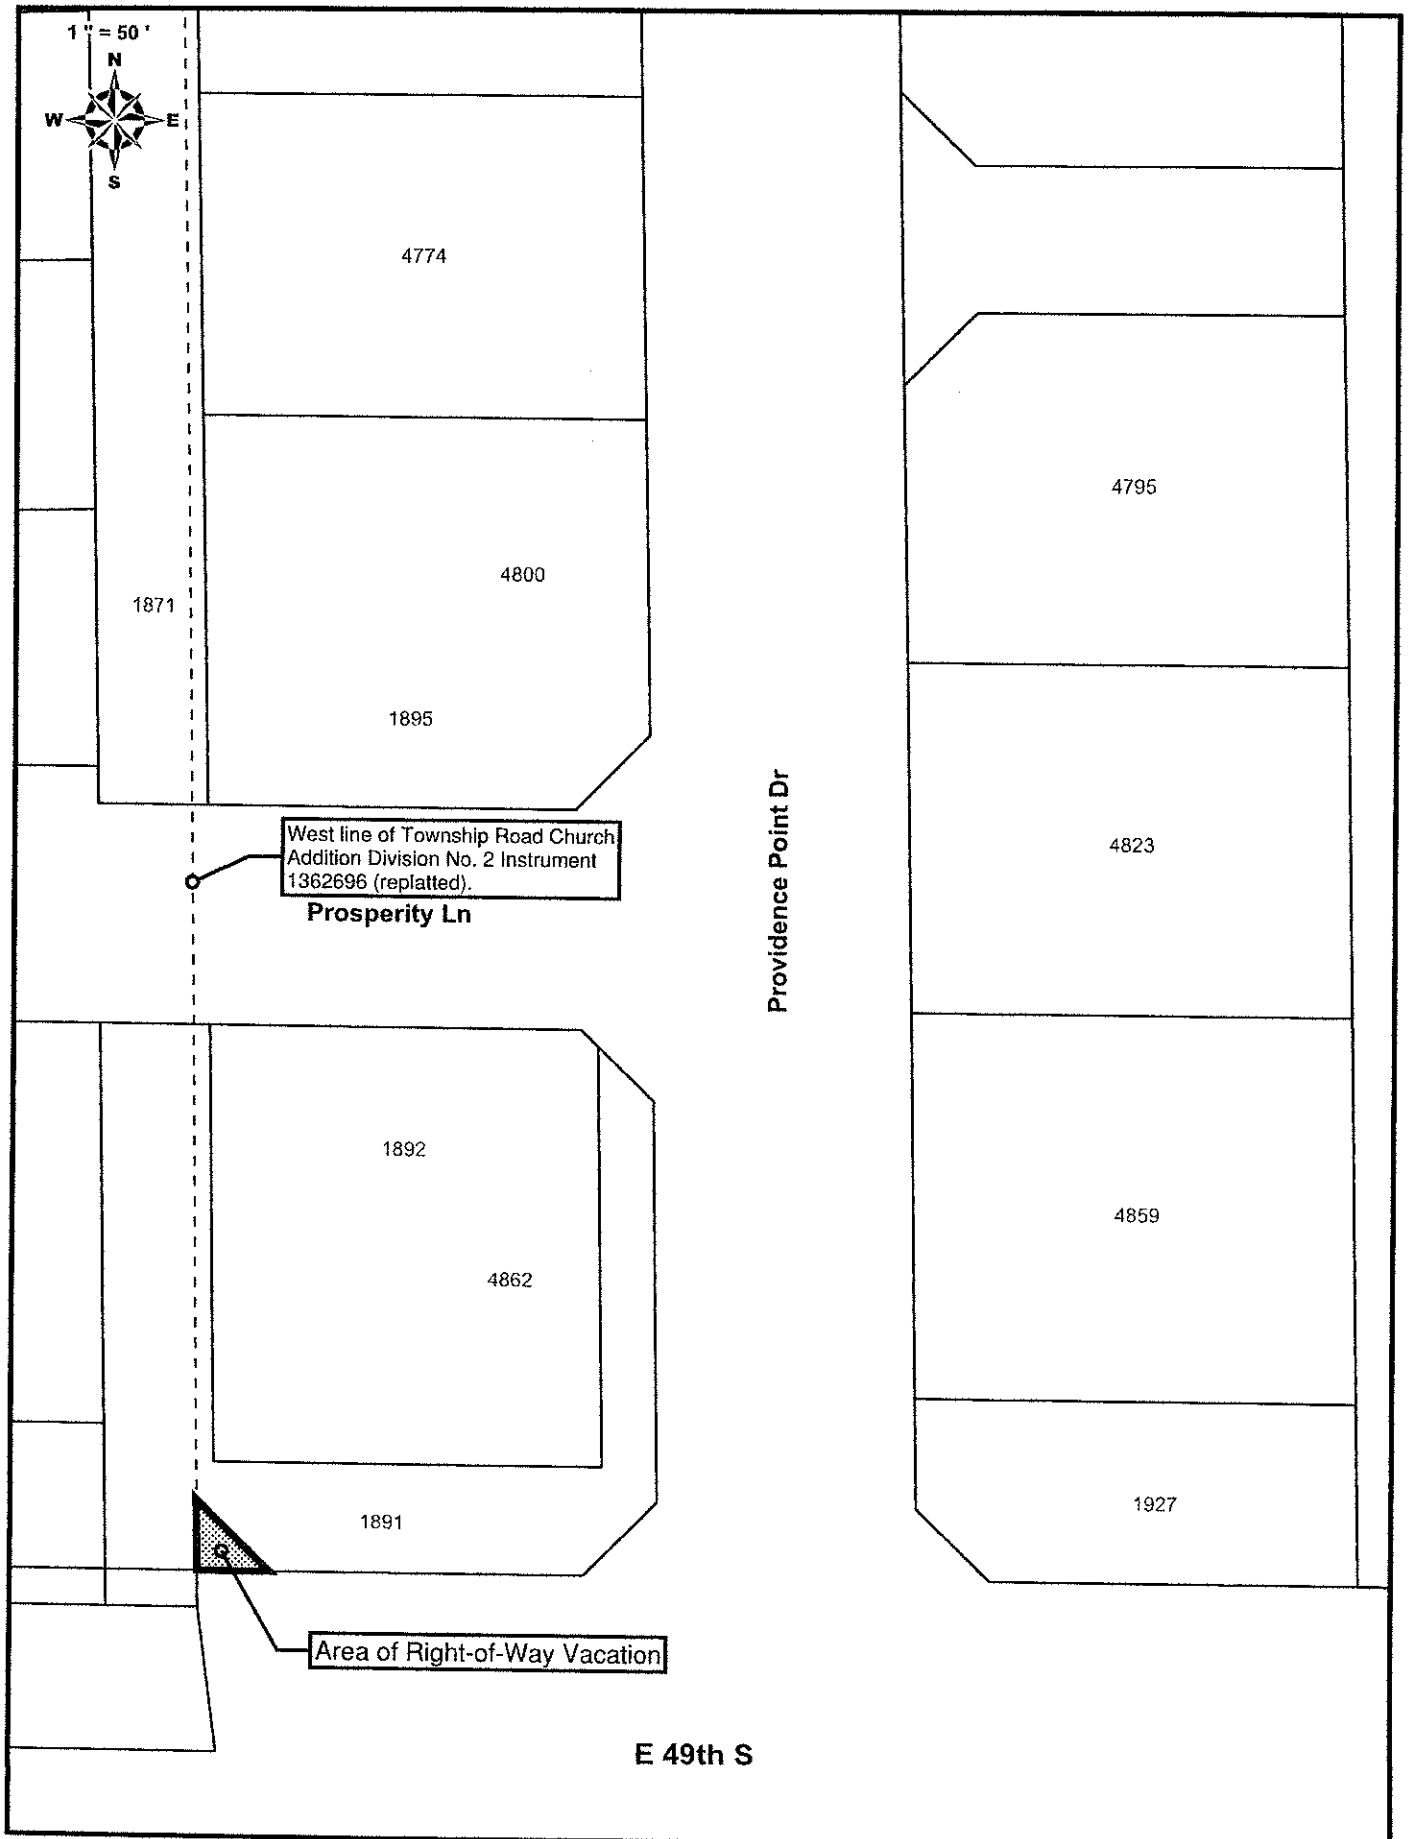 1 " = 50 '
N
W E
S
4774
4795
4800
1871
1895
West line of Township Road Church
Addition Division No. 2 Instrument
1362696 (replatted).
Prosperity Ln
Providence Point Dr
4823
1892
4859
4862
1927
1891
Area of Right-of-Way Vacation
E 49th S